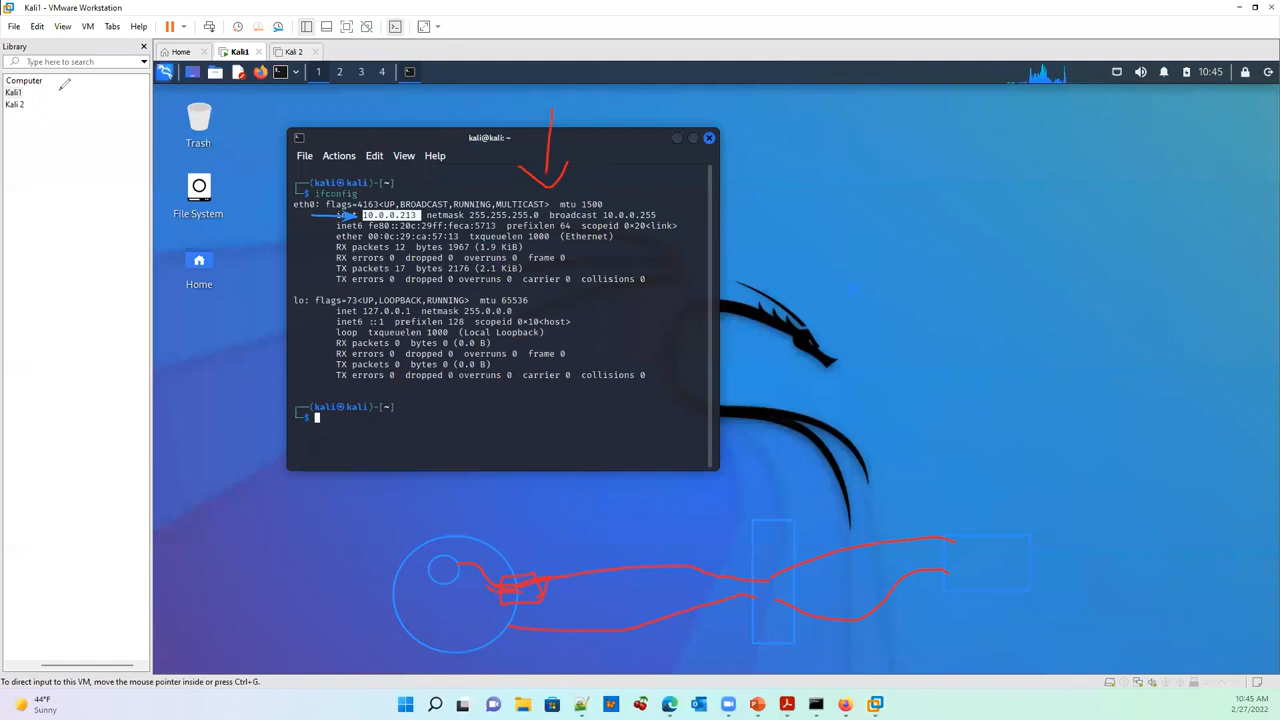 Kali1 - VMware Workstation
File Edit View VM Tabs Help
Library
Type here to search
Computer
Kali1
Kali 2
Home Kali1 Kali 2
1 2 3 4 10:45
Trash
File System
Home
kali@kali: ~
File Actions Edit View Help
┌──(kali㉿kali)-[~]
└─$ ifconfig
eth0: flags=4163<UP,BROADCAST,RUNNING,MULTICAST> mtu 1500
inet 10.0.0.213 netmask 255.255.255.0 broadcast 10.0.0.255
inet6 fe80::20c:29ff:feca:5713 prefixlen 64 scopeid 0×20<link>
ether 00:0c:29:ca:57:13 txqueuelen 1000 (Ethernet)
RX packets 12 bytes 1967 (1.9 KiB)
RX errors 0 dropped 0 overruns 0 frame 0
TX packets 17 bytes 2176 (2.1 KiB)
TX errors 0 dropped 0 overruns 0 carrier 0 collisions 0
lo: flags=73<UP,LOOPBACK,RUNNING> mtu 65536
inet 127.0.0.1 netmask 255.0.0.0
inet6 ::1 prefixlen 128 scopeid 0×10<host>
loop txqueuelen 1000 (Local Loopback)
RX packets 0 bytes 0 (0.0 B)
RX errors 0 dropped 0 overruns 0 frame 0
TX packets 0 bytes 0 (0.0 B)
TX errors 0 dropped 0 overruns 0 carrier 0 collisions 0
┌──(kali㉿kali)-[~]
└─$
To direct input to this VM, move the mouse pointer inside or press Ctrl+G.
44°F
Sunny
10:45 AM
2/27/2022